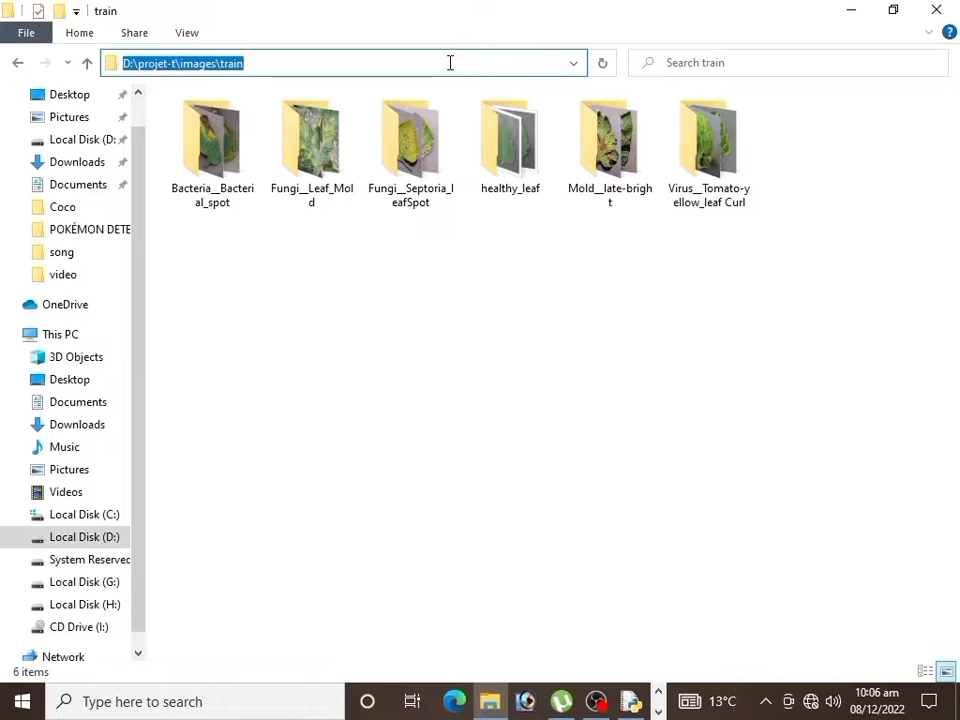 train
File
Home
Share
View
D:\projet-t\images\train
Search train
Desktop
Pictures
Local Disk (D:
Downloads
Documents
Coco
POKÉMON DETE
song
video
OneDrive
This PC
3D Objects
Desktop
Documents
Downloads
Music
Pictures
Videos
Local Disk (C:)
Local Disk (D:)
System Reserved
Local Disk (G:)
Local Disk (H:)
CD Drive (I:)
Network
Bacteria__Bacteri
al_spot
Fungi__Leaf_Mol
d
Fungi__Septoria_l
eafSpot
healthy_leaf
Mold__late-brigh
t
Virus__Tomato-y
ellow_leaf Curl
6 items
Type here to search
13°C
10:06 am
08/12/2022